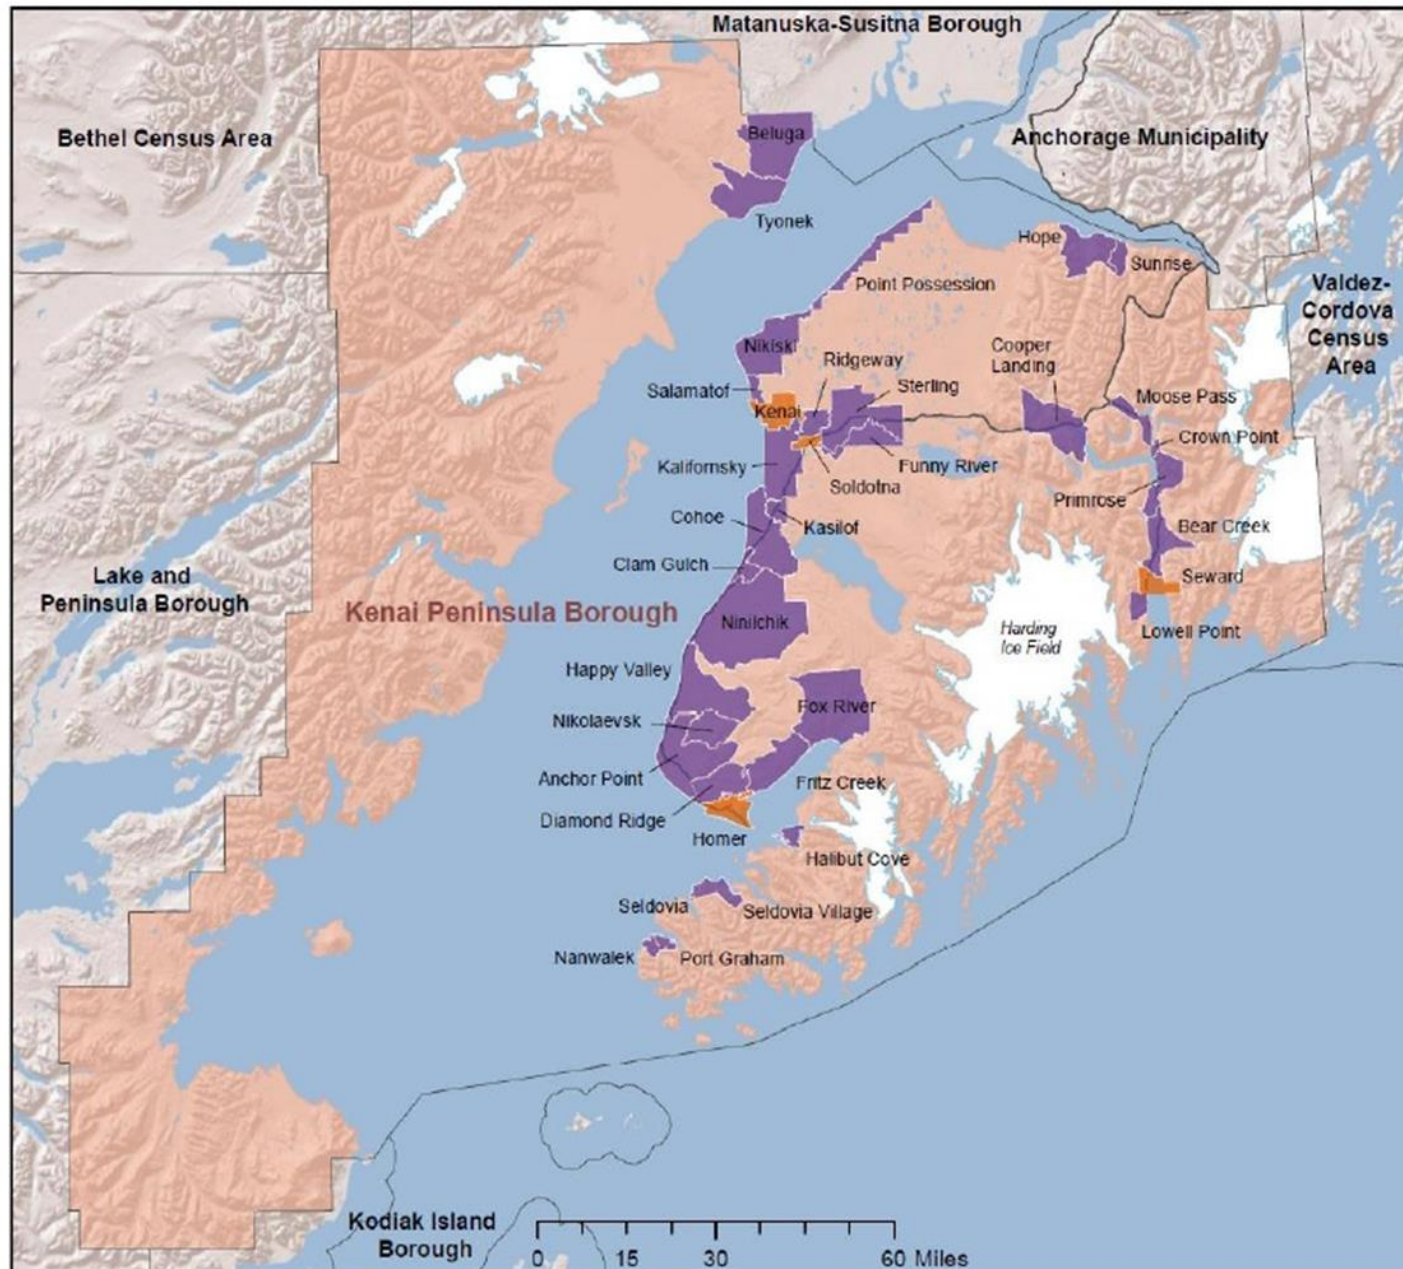 Matanuska-Susitna Borough
Bethel Census Area
Beluga
Anchorage Municipality
Tyonek
Hope
Sunrise
Point Possession
Valdez-
Cordova
Census
Area
Nikiski
Ridgeway
Cooper
Landing
Salamatof
Sterling
Moose Pass
Kenai
Crown Point
Kalifornsky
Funny River
Soldotna
Primrose
Cohoe
Kasilof
Bear Creek
Clam Gulch
Seward
Lake and
Peninsula Borough
Kenai Peninsula Borough
Ninilchik
Harding
Ice Field
Lowell Point
Happy Valley
Fox River
Nikolaevsk
Anchor Point
Fritz Creek
Diamond Ridge
Homer
Halibut Cove
Seldovia
Seldovia Village
Nanwalek
Port Graham
Kodiak Island
Borough
0 15 30 60 Miles